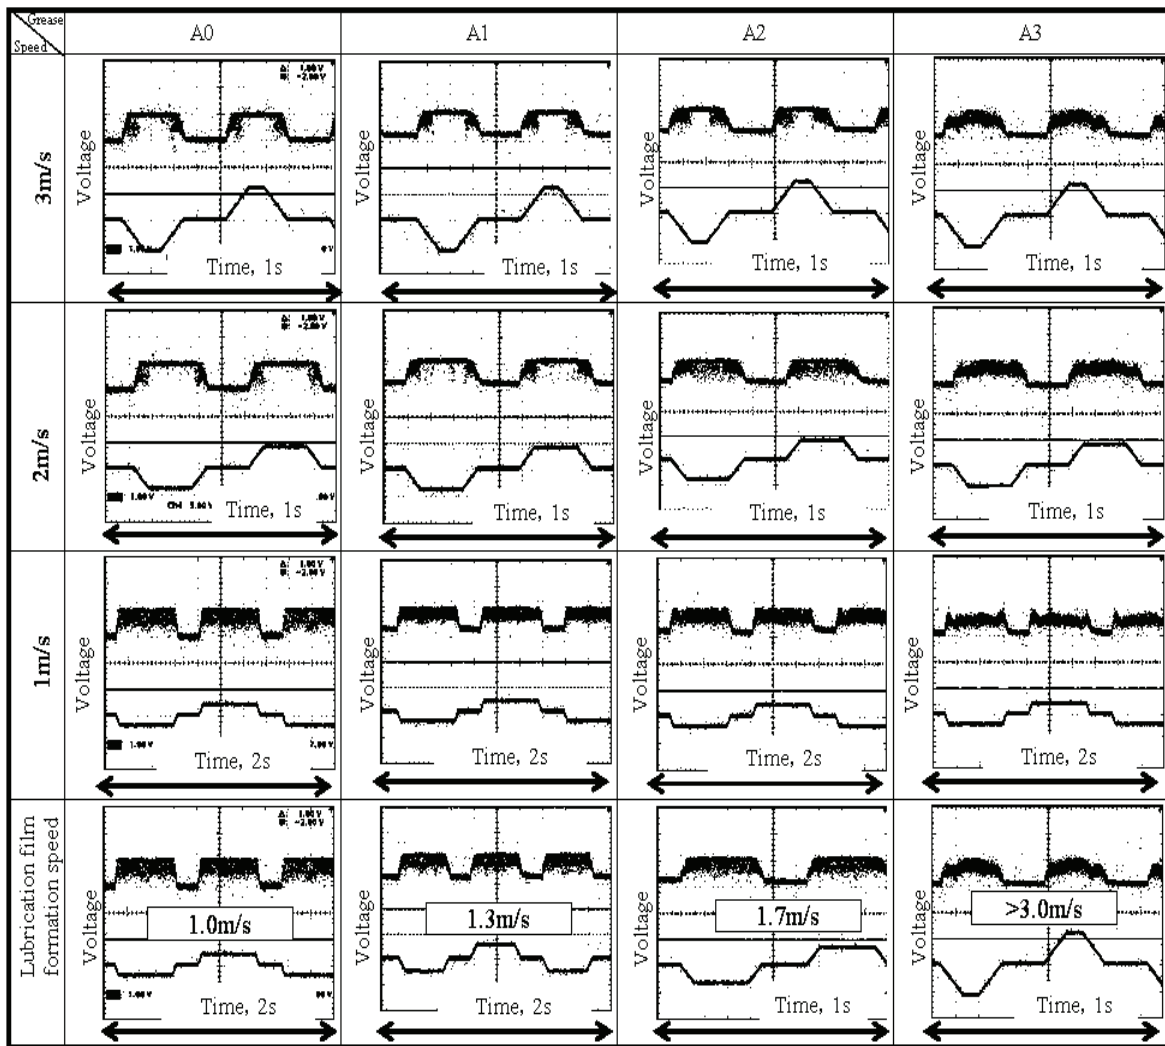 Grease
Speed
A0
A1
A2
A3
3m/s
Voltage
Time, 1s
Voltage
Time, 1s
Voltage
Time, 1s
Voltage
Time, 1s
2m/s
Voltage
Time, 1s
Voltage
Time, 1s
Voltage
Time, 1s
Voltage
Time, 1s
1m/s
Voltage
Time, 2s
Voltage
Time, 2s
Voltage
Time, 2s
Voltage
Time, 2s
Lubrication film
formation speed
Voltage
1.0m/s
Time, 2s
Voltage
1.3m/s
Time, 2s
Voltage
1.7m/s
Time, 1s
Voltage
>3.0m/s
Time, 1s